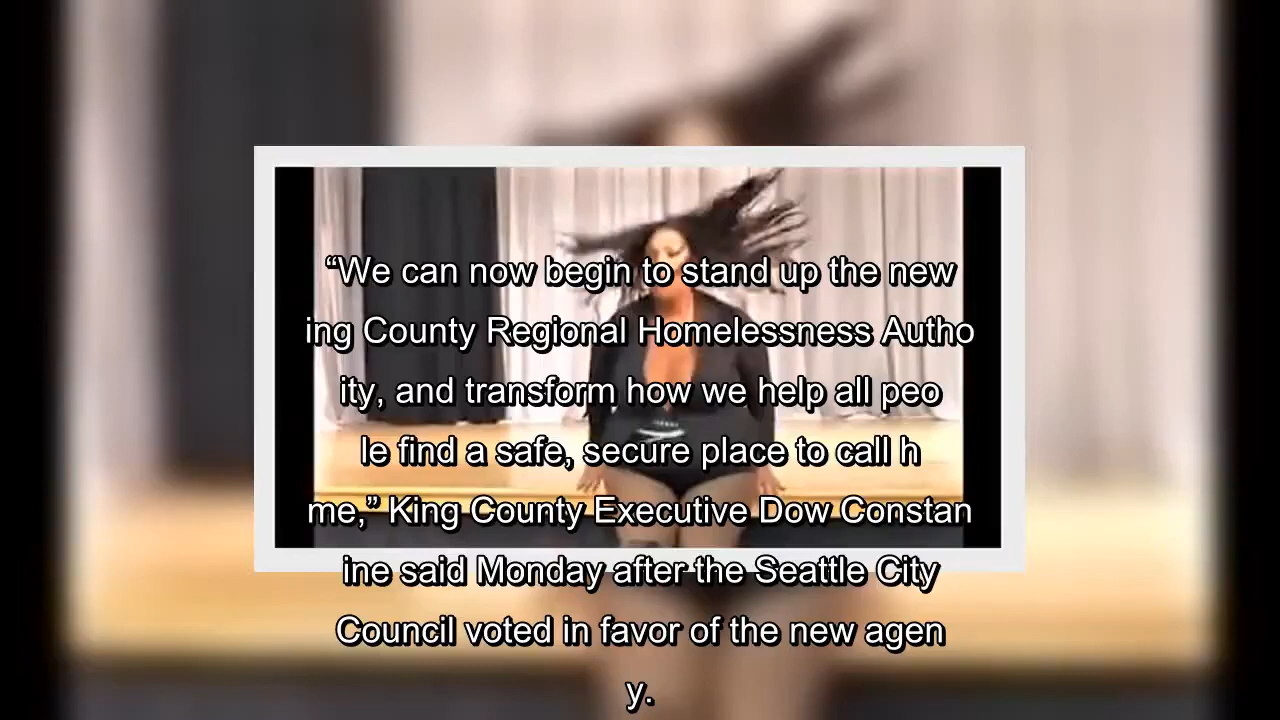 “We can now begin to stand up the new
ing County Regional Homelessness Autho
ity, and transform how we help all peo
le find a safe, secure place to call h
me,” King County Executive Dow Constan
ine said Monday after the Seattle City
Council voted in favor of the new agen
y.